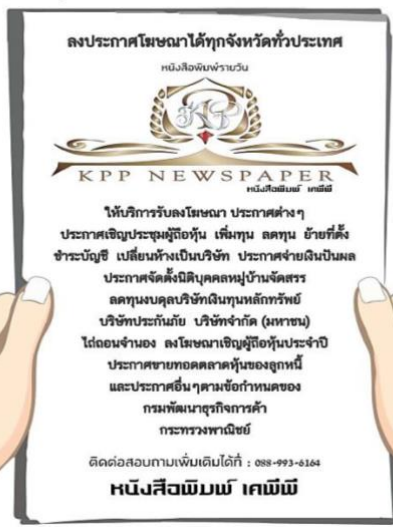 ลงประกาศโฆษณาได้ทุกจังหวัดทั่วประเทศ
หนังสือพิมพ์รายวัน
KPP
KPP NEWSPAPER
หนังสือพิมพ์ เคพีพี
ให้บริการรับลงโฆษณา ประกาศต่างๆ
ประกาศเชิญประชุมผู้ถือหุ้น เพิ่มทุน ลดทุน ย้ายที่ตั้ง
ชำระบัญชี เปลี่ยนห้างเป็นบริษัท ประกาศจ่ายเงินปันผล
ประกาศจัดตั้งนิติบุคคลหมู่บ้านจัดสรร
ลดทุนงบดุลบริษัทเงินทุนหลักทรัพย์
บริษัทประกันภัย บริษัทจำกัด (มหาชน)
ไถ่ถอนจำนอง ลงโฆษณาเชิญผู้ถือหุ้นประจำปี
ประกาศขายทอดตลาดหุ้นของลูกหนี้
และประกาศอื่นๆตามข้อกำหนดของ
กรมพัฒนาธุรกิจการค้า
กระทรวงพาณิชย์
ติดต่อสอบถามเพิ่มเติมได้ที่ : 088-993-6164
หนังสือพิมพ์ เคพีพี